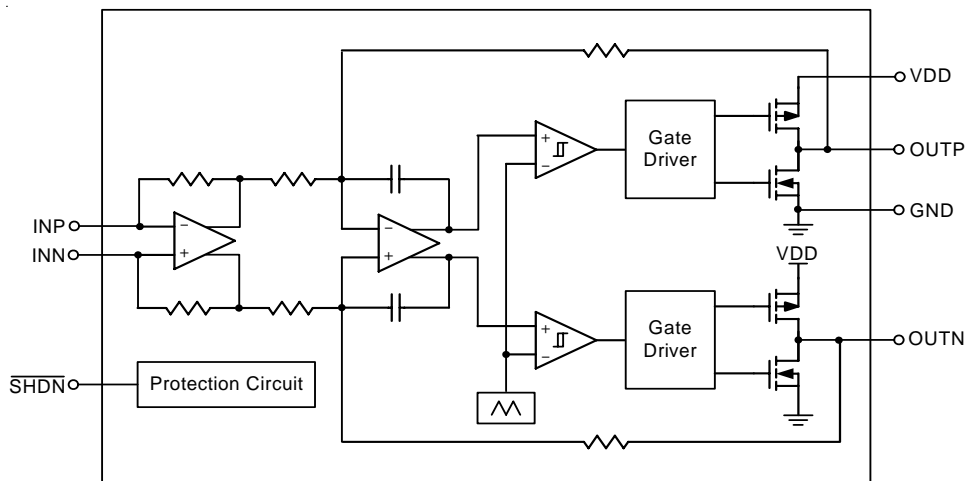 VDD
Gate
Driver
OUTP
INP
INN
GND
VDD
Gate
Driver
OUTN
SHDN
Protection Circuit
−
+
−
+
+
−
+
−